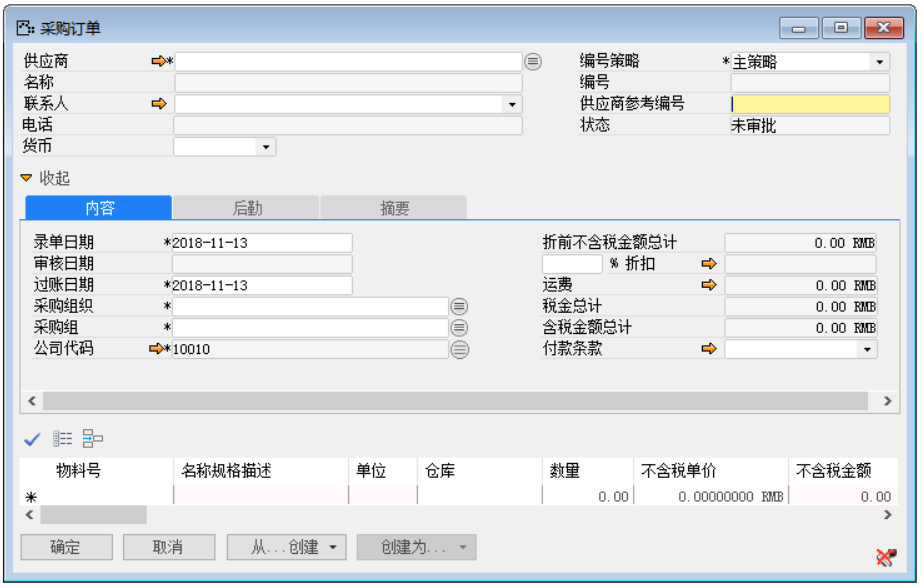 采购订单
供应商 * 编号策略 *主策略
名称 编号
联系人 供应商参考编号
电话 状态 未审批
货币
收起
内容 后勤 摘要
录单日期 *2018-11-13 折前不含税金额总计 0.00 RMB
审核日期 % 折扣
过账日期 *2018-11-13 运费 0.00 RMB
采购组织 * 税金总计 0.00 RMB
采购组 * 含税金额总计 0.00 RMB
公司代码 *10010 付款条款
物料号 名称规格描述 单位 仓库 数量 不含税单价 不含税金额
* 0.00 0.00000000 RMB 0.00
确定 取消 从...创建 创建为...